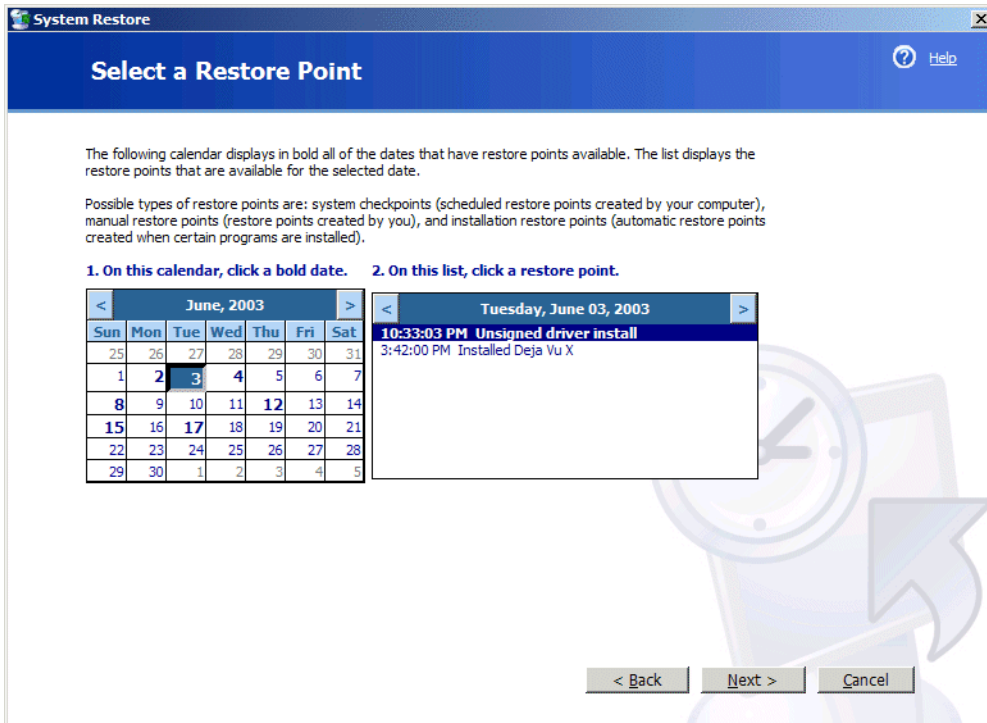 System Restore
Select a Restore Point
Help
The following calendar displays in bold all of the dates that have restore points available. The list displays the
restore points that are available for the selected date.
Possible types of restore points are: system checkpoints (scheduled restore points created by your computer),
manual restore points (restore points created by you), and installation restore points (automatic restore points
created when certain programs are installed).
1. On this calendar, click a bold date.
2. On this list, click a restore point.
< June, 2003 >
Sun Mon Tue Wed Thu Fri Sat
25 26 27 28 29 30 31
1 2 3 4 5 6 7
8 9 10 11 12 13 14
15 16 17 18 19 20 21
22 23 24 25 26 27 28
29 30 1 2 3 4 5
< Tuesday, June 03, 2003 >
10:33:03 PM Unsigned driver install
3:42:00 PM Installed Deja Vu X
< Back
Next >
Cancel